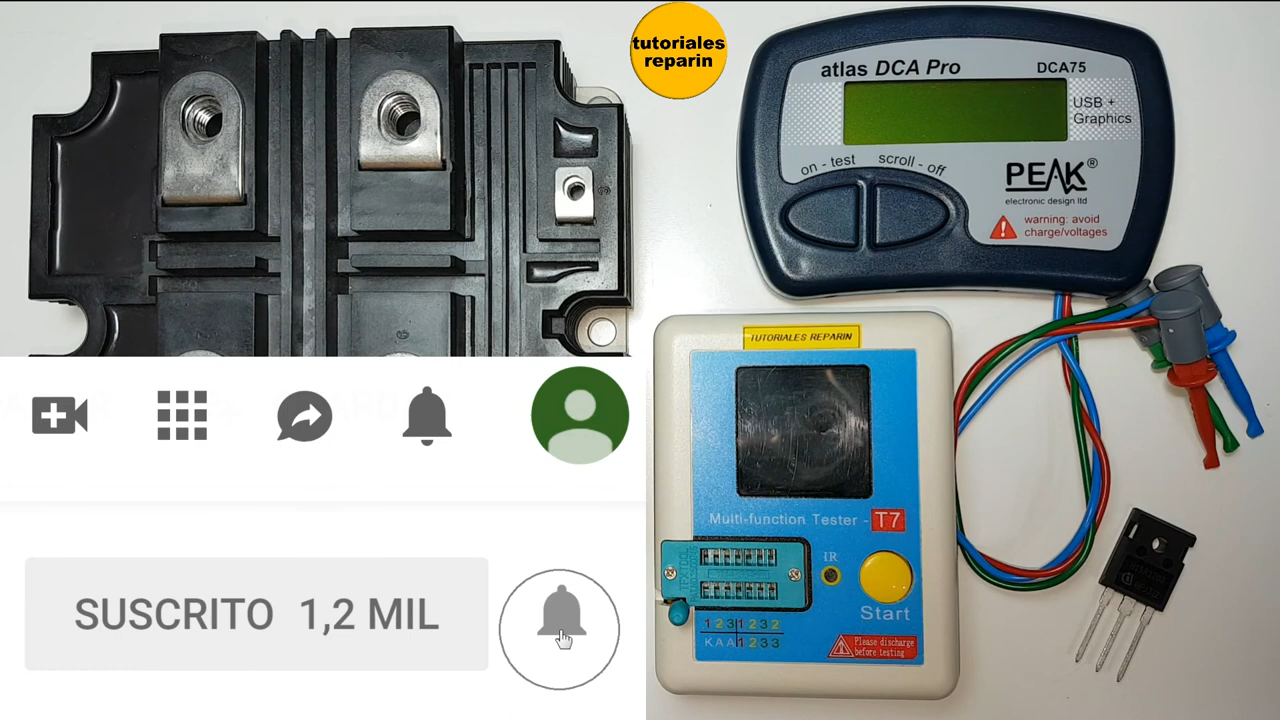 tutoriales
reparin
atlas DCA Pro
DCA75
USB +
Graphics
on - test
scroll - off
PEAK®
electronic design ltd
warning: avoid
charge/voltages
TUTORIALES REPARIN
Multi-function Tester - T7
IR
Start
1 2 3 1 2 3 2
K A A 1 2 3 3
Please discharge
before testing
SUSCRITO 1,2 MIL